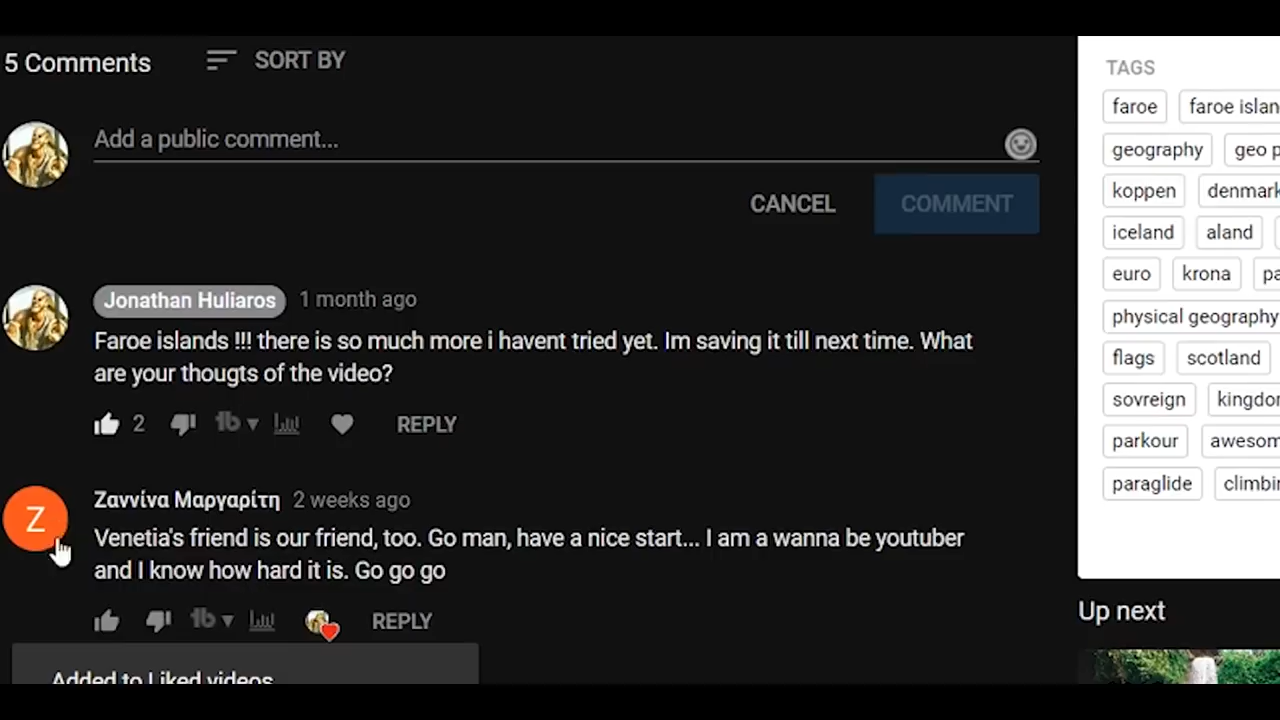 5 Comments
SORT BY
Add a public comment...
CANCEL
COMMENT
Jonathan Huliaros 1 month ago
Faroe islands !!! there is so much more i havent tried yet. Im saving it till next time. What
are your thougts of the video?
2
REPLY
Ζαννίνα Μαργαρίτη 2 weeks ago
Z
Venetia's friend is our friend, too. Go man, have a nice start... I am a wanna be youtuber
and I know how hard it is. Go go go
REPLY
Added to Liked videos
TAGS
faroe faroe islan
geography geo p
koppen denmark
iceland aland
euro krona pa
physical geography
flags scotland
sovreign kingdo
parkour awesom
paraglide climbi
Up next